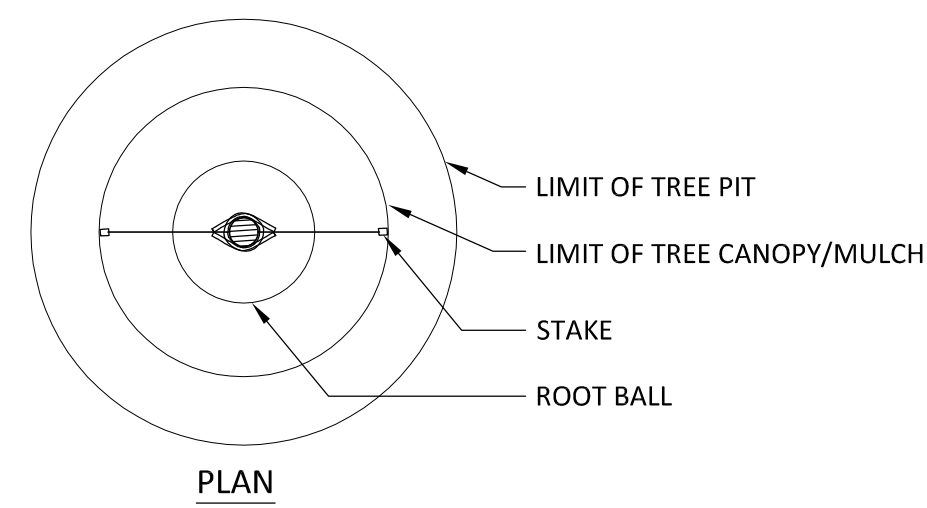 LIMIT OF TREE PIT
LIMIT OF TREE CANOPY/MULCH
STAKE
ROOT BALL
PLAN